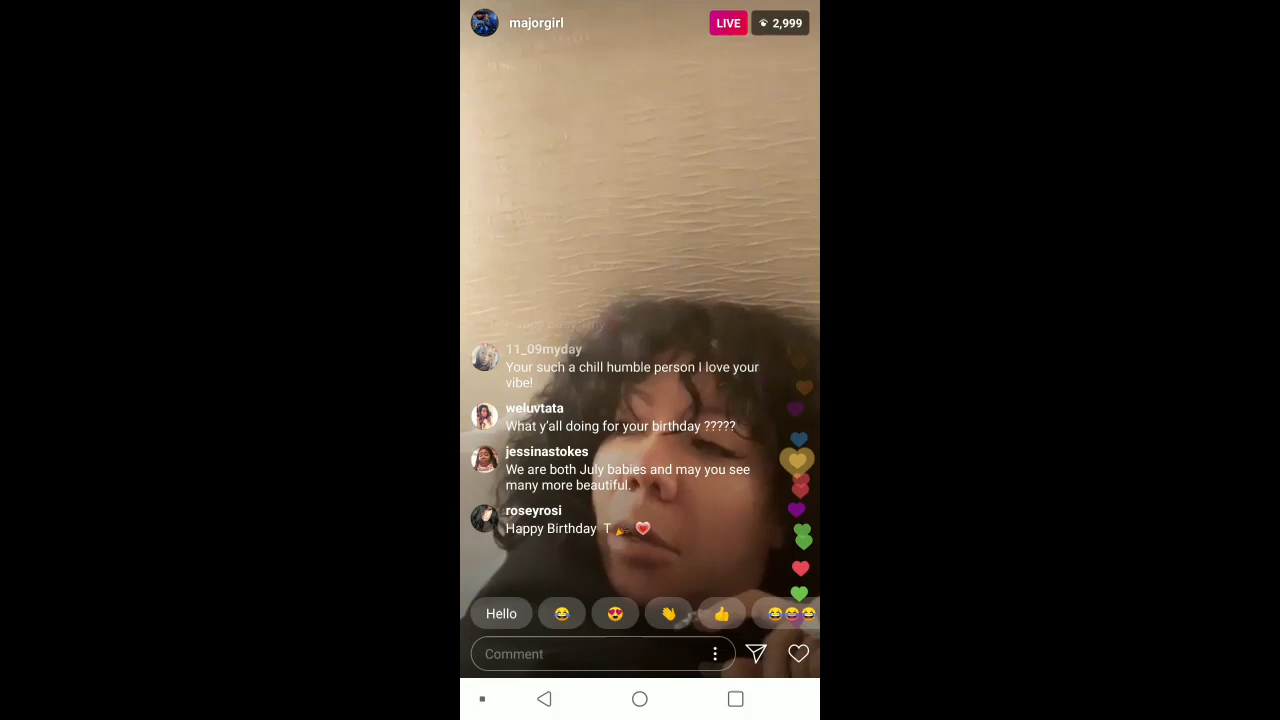 majorgirl
LIVE
2,999
11_09myday
Your such a chill humble person I love your
vibe!
weluvtata
What y'all doing for your birthday ?????
jessinastokes
We are both July babies and may you see
many more beautiful.
roseyrosi
Happy Birthday T 🎉💗
Hello 😂 😍 👏 👍 😂😂😂
Comment